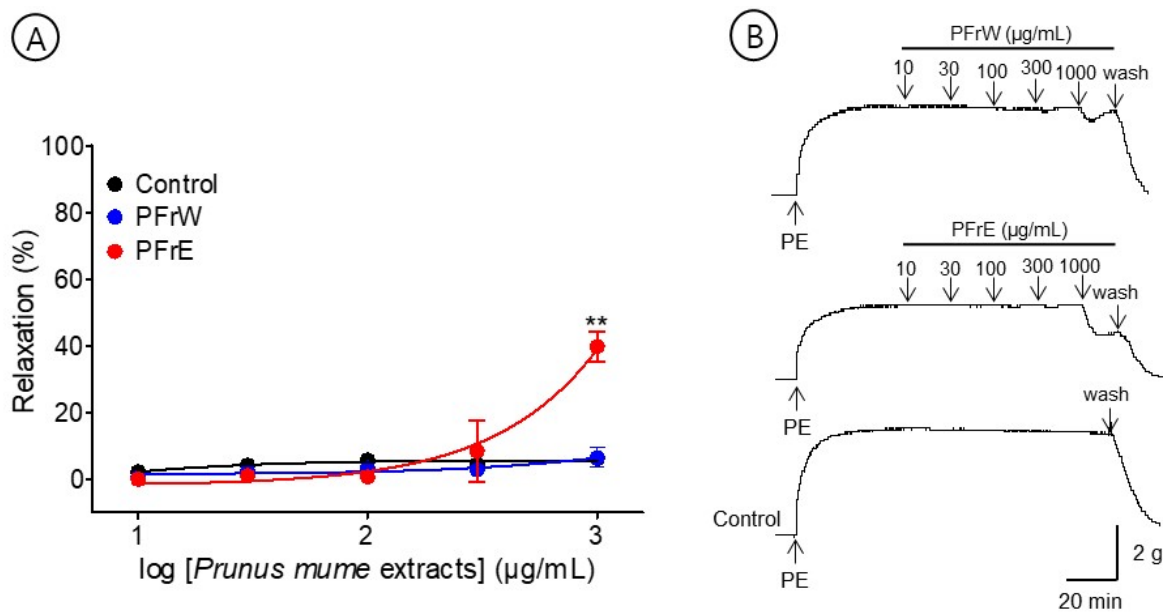 A
100
80
60
40
20
0
Relaxation (%)
Control
PFrW
PFrE
**
1 2 3
log [Prunus mume extracts] (µg/mL)
B
PFrW (µg/mL)
10 30 100 300 1000 wash
PE
PFrE (µg/mL)
10 30 100 300 1000 wash
PE
wash
Control
PE
2 g
20 min